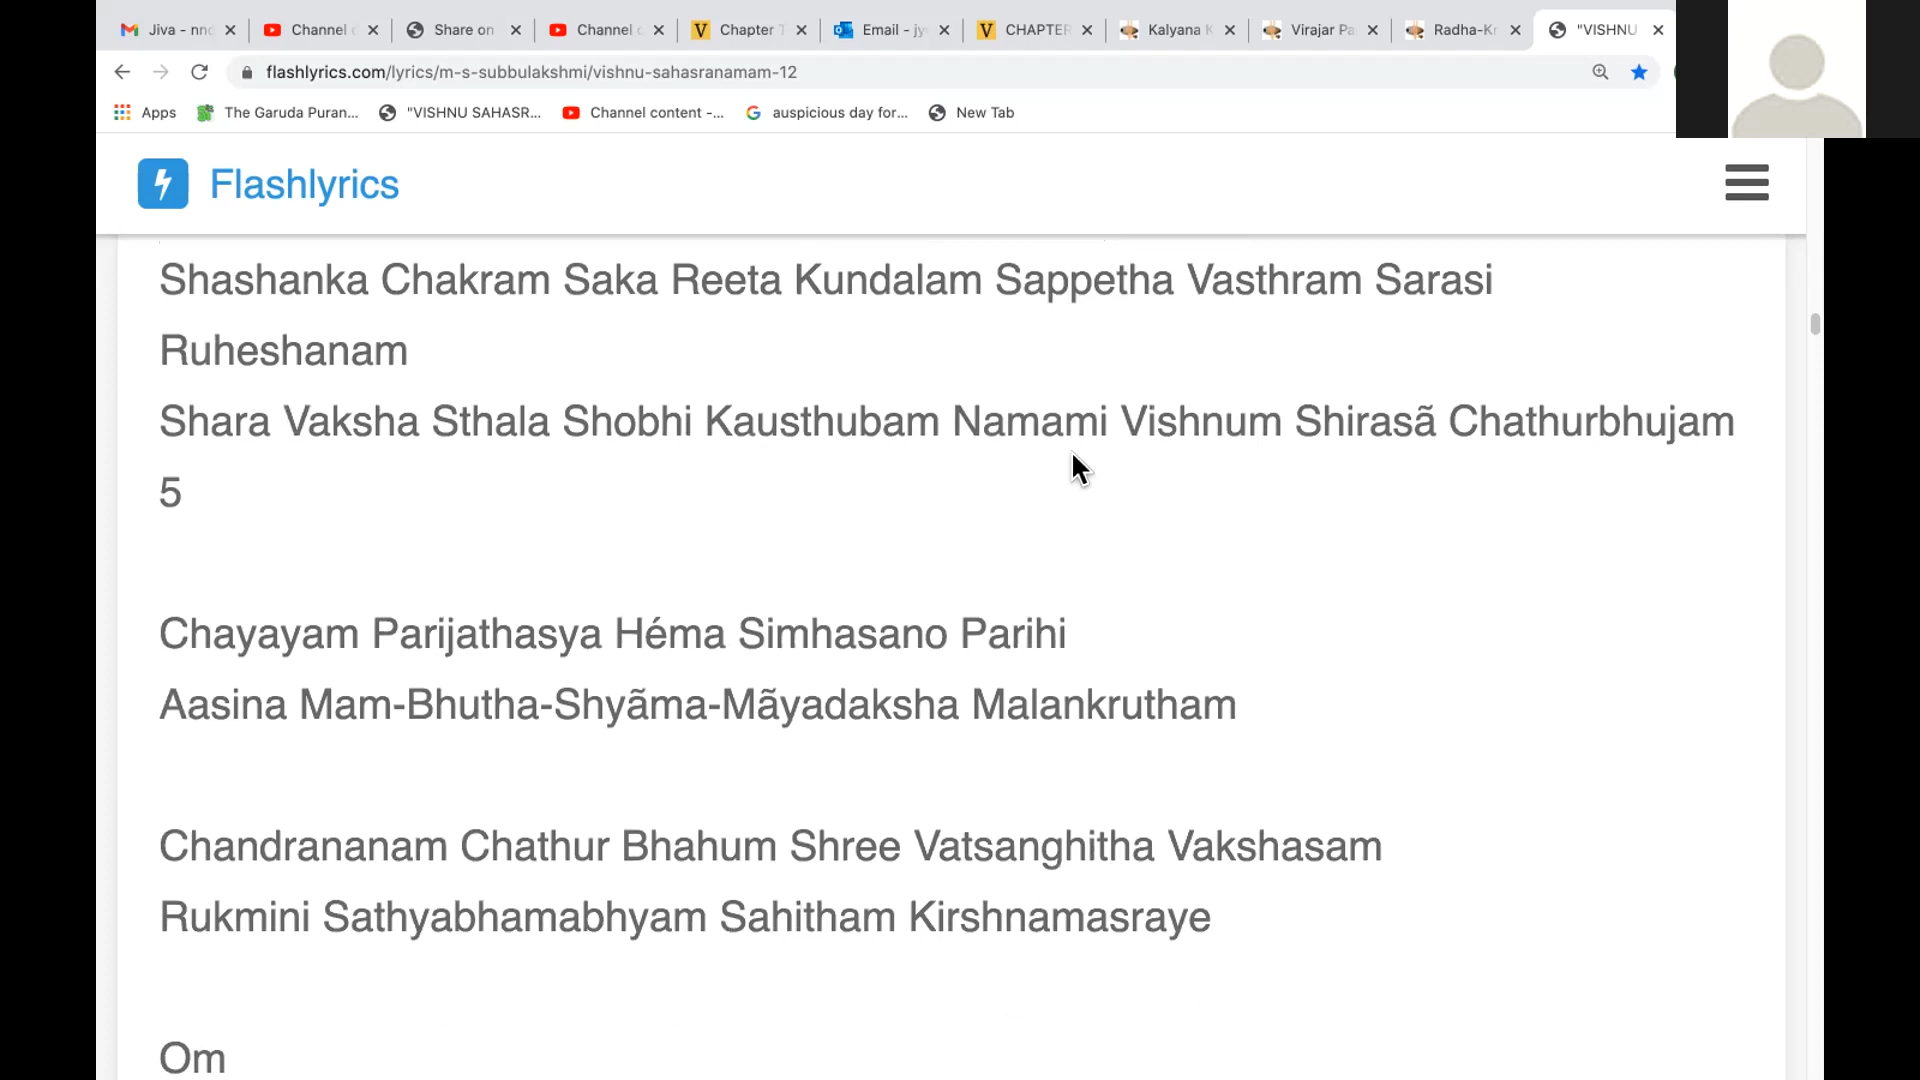 Jiva - nnd
Channel c
Share on
Channel c
Chapter T
Email - jy
CHAPTER
Kalyana K
Virajar Pa
Radha-Kr
"VISHNU
flashlyrics.com/lyrics/m-s-subbulakshmi/vishnu-sahasranamam-12
Apps
The Garuda Puran...
"VISHNU SAHASR...
Channel content -...
auspicious day for...
New Tab
Flashlyrics
Shashanka Chakram Saka Reeta Kundalam Sappetha Vasthram Sarasi
Ruheshanam
Shara Vaksha Sthala Shobhi Kausthubam Namami Vishnum Shirasã Chathurbhujam
5
Chayayam Parijathasya Héma Simhasano Parihi
Aasina Mam-Bhutha-Shyãma-Mãyadaksha Malankrutham
Chandrananam Chathur Bhahum Shree Vatsanghitha Vakshasam
Rukmini Sathyabhamabhyam Sahitham Kirshnamasraye
Om